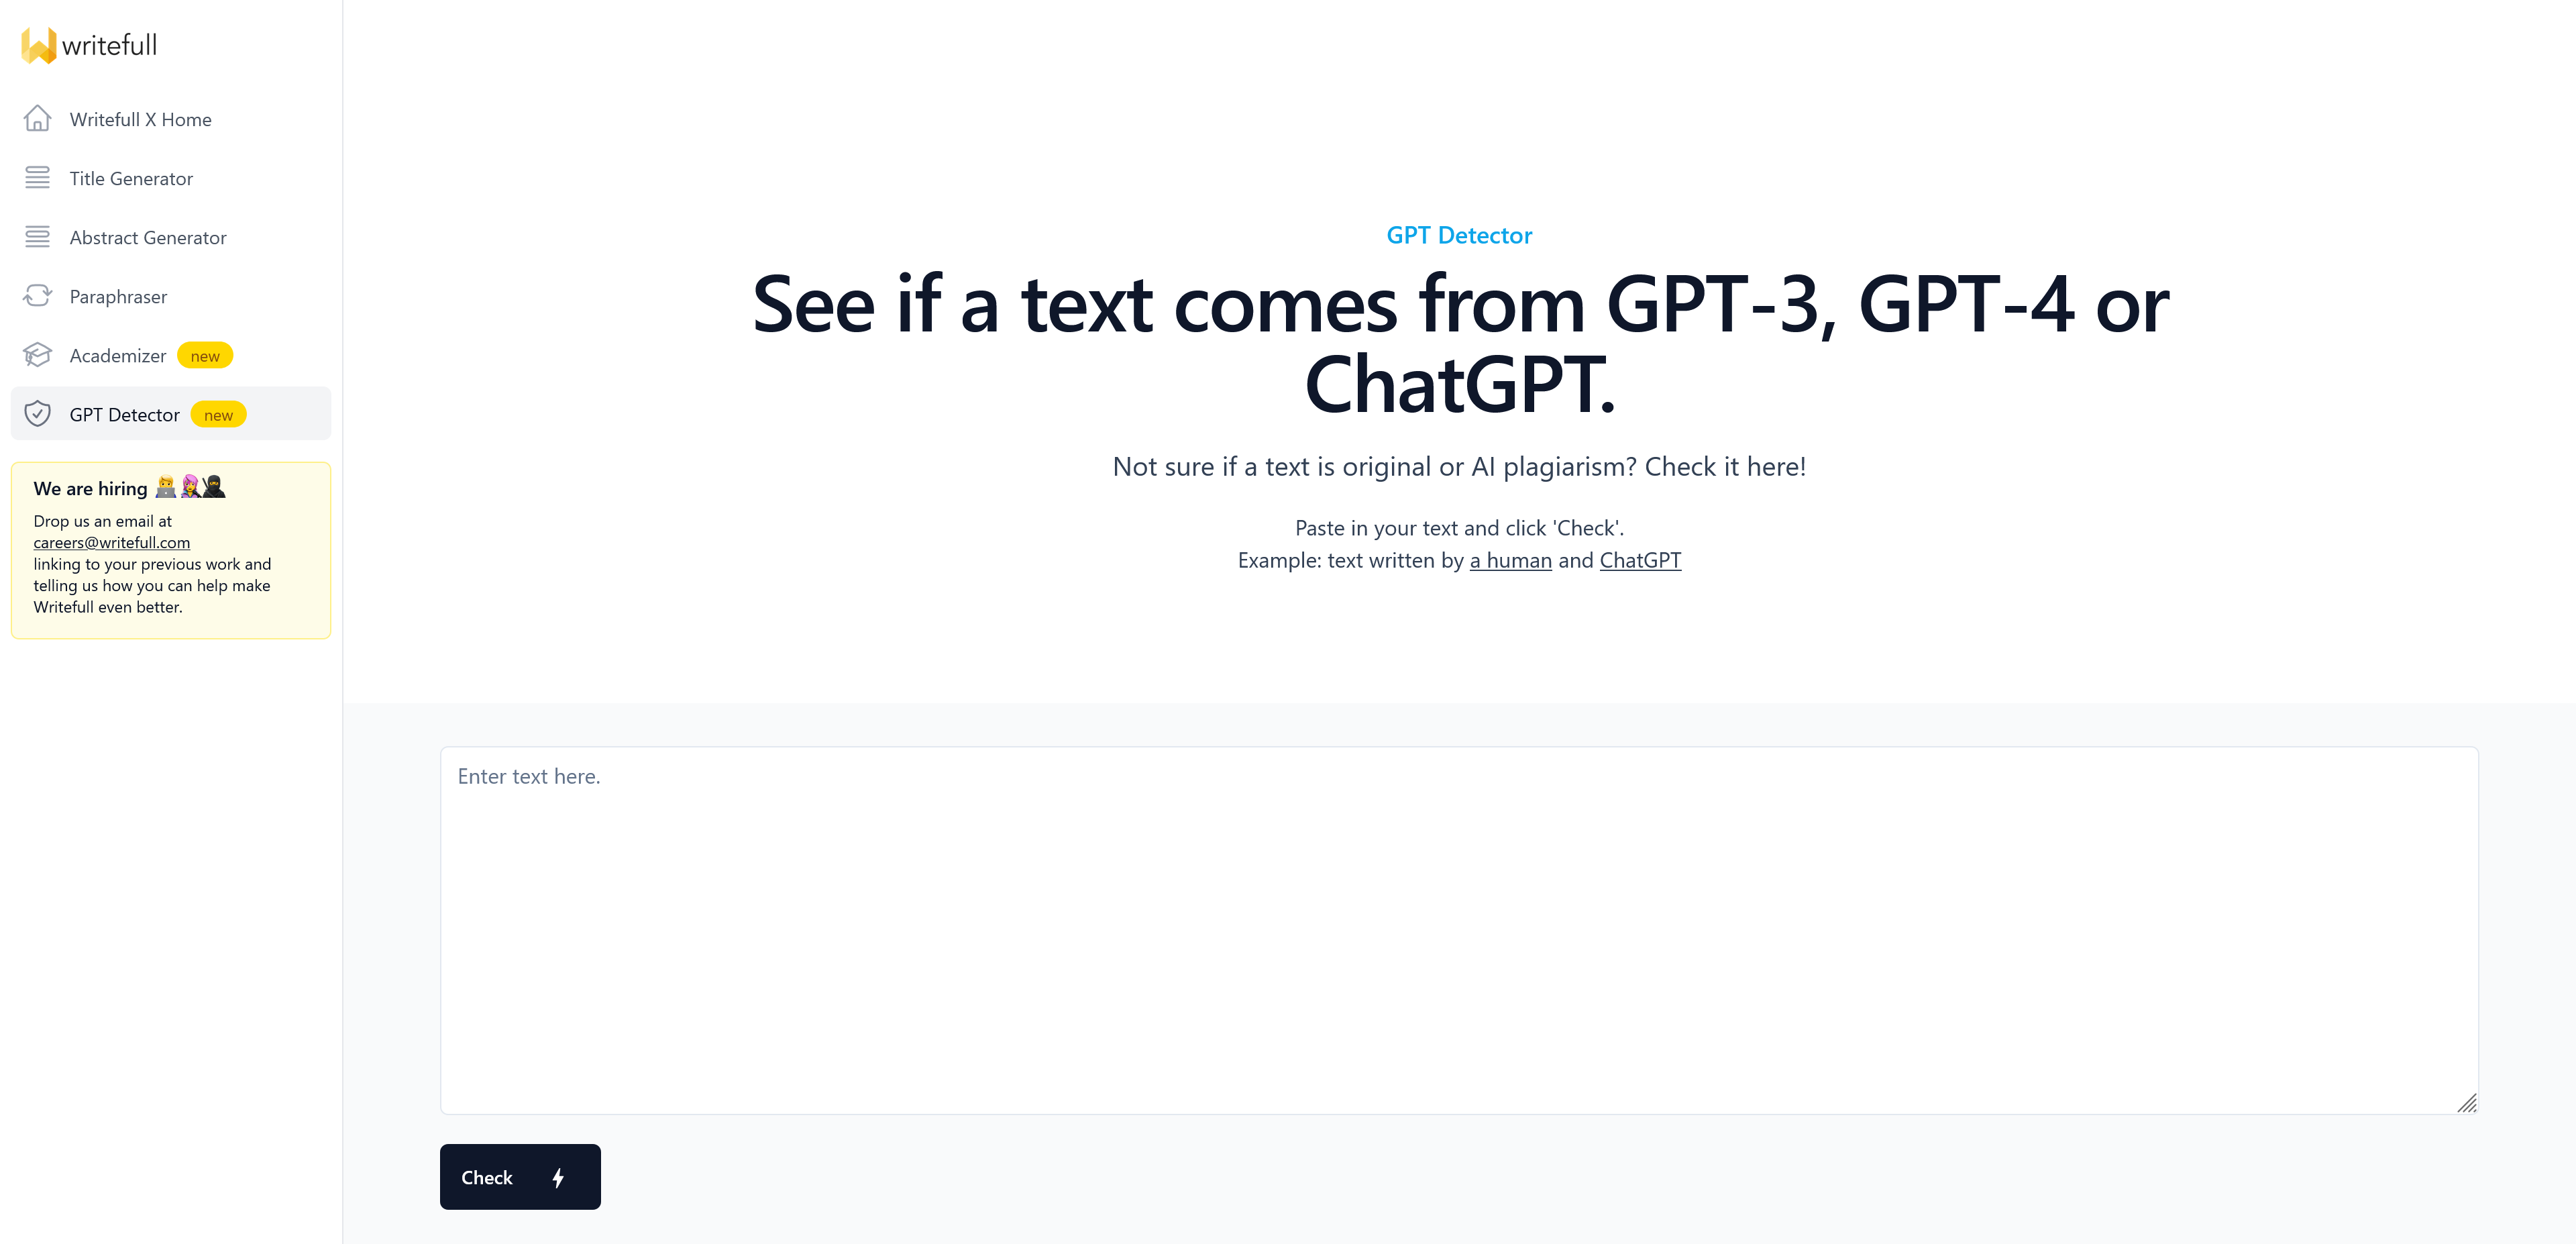 writefull
Writefull X Home
Title Generator
Abstract Generator
Paraphraser
Academizer new
GPT Detector new
We are hiring
Drop us an email at
careers@writefull.com
linking to your previous work and
telling us how you can help make
Writefull even better.
GPT Detector
See if a text comes from GPT-3, GPT-4 or
ChatGPT.
Not sure if a text is original or AI plagiarism? Check it here!
Paste in your text and click 'Check'.
Example: text written by a human and ChatGPT
Enter text here.
Check